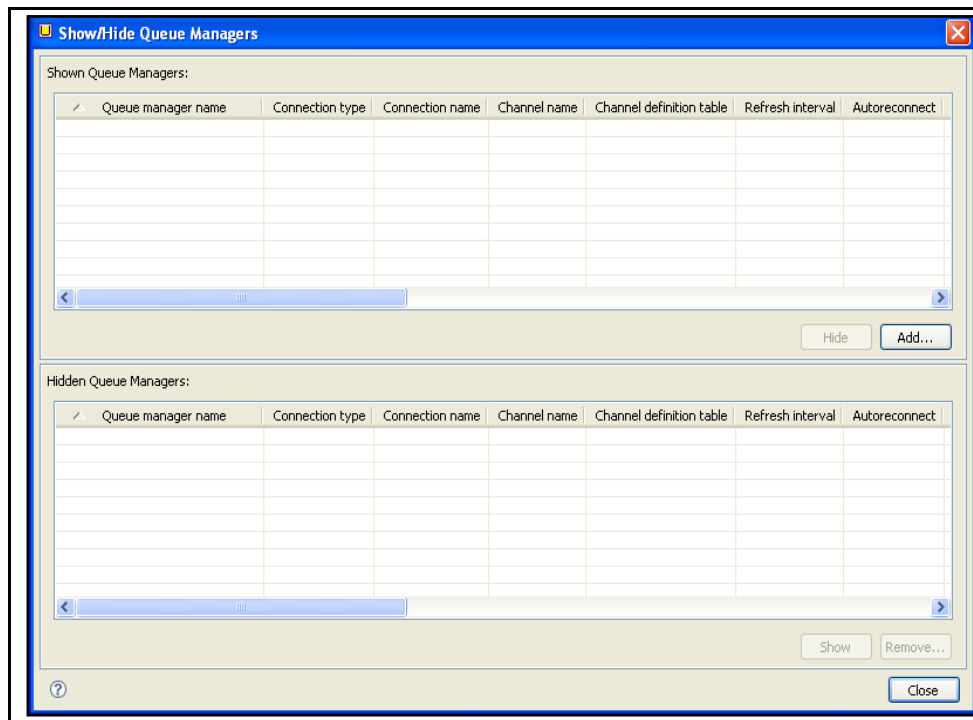 Show/Hide Queue Managers
Shown Queue Managers:
Queue manager name Connection type Connection name Channel name Channel definition table Refresh interval Autoreconnect
Hide Add...
Hidden Queue Managers:
Queue manager name Connection type Connection name Channel name Channel definition table Refresh interval Autoreconnect
Show Remove...
? Close